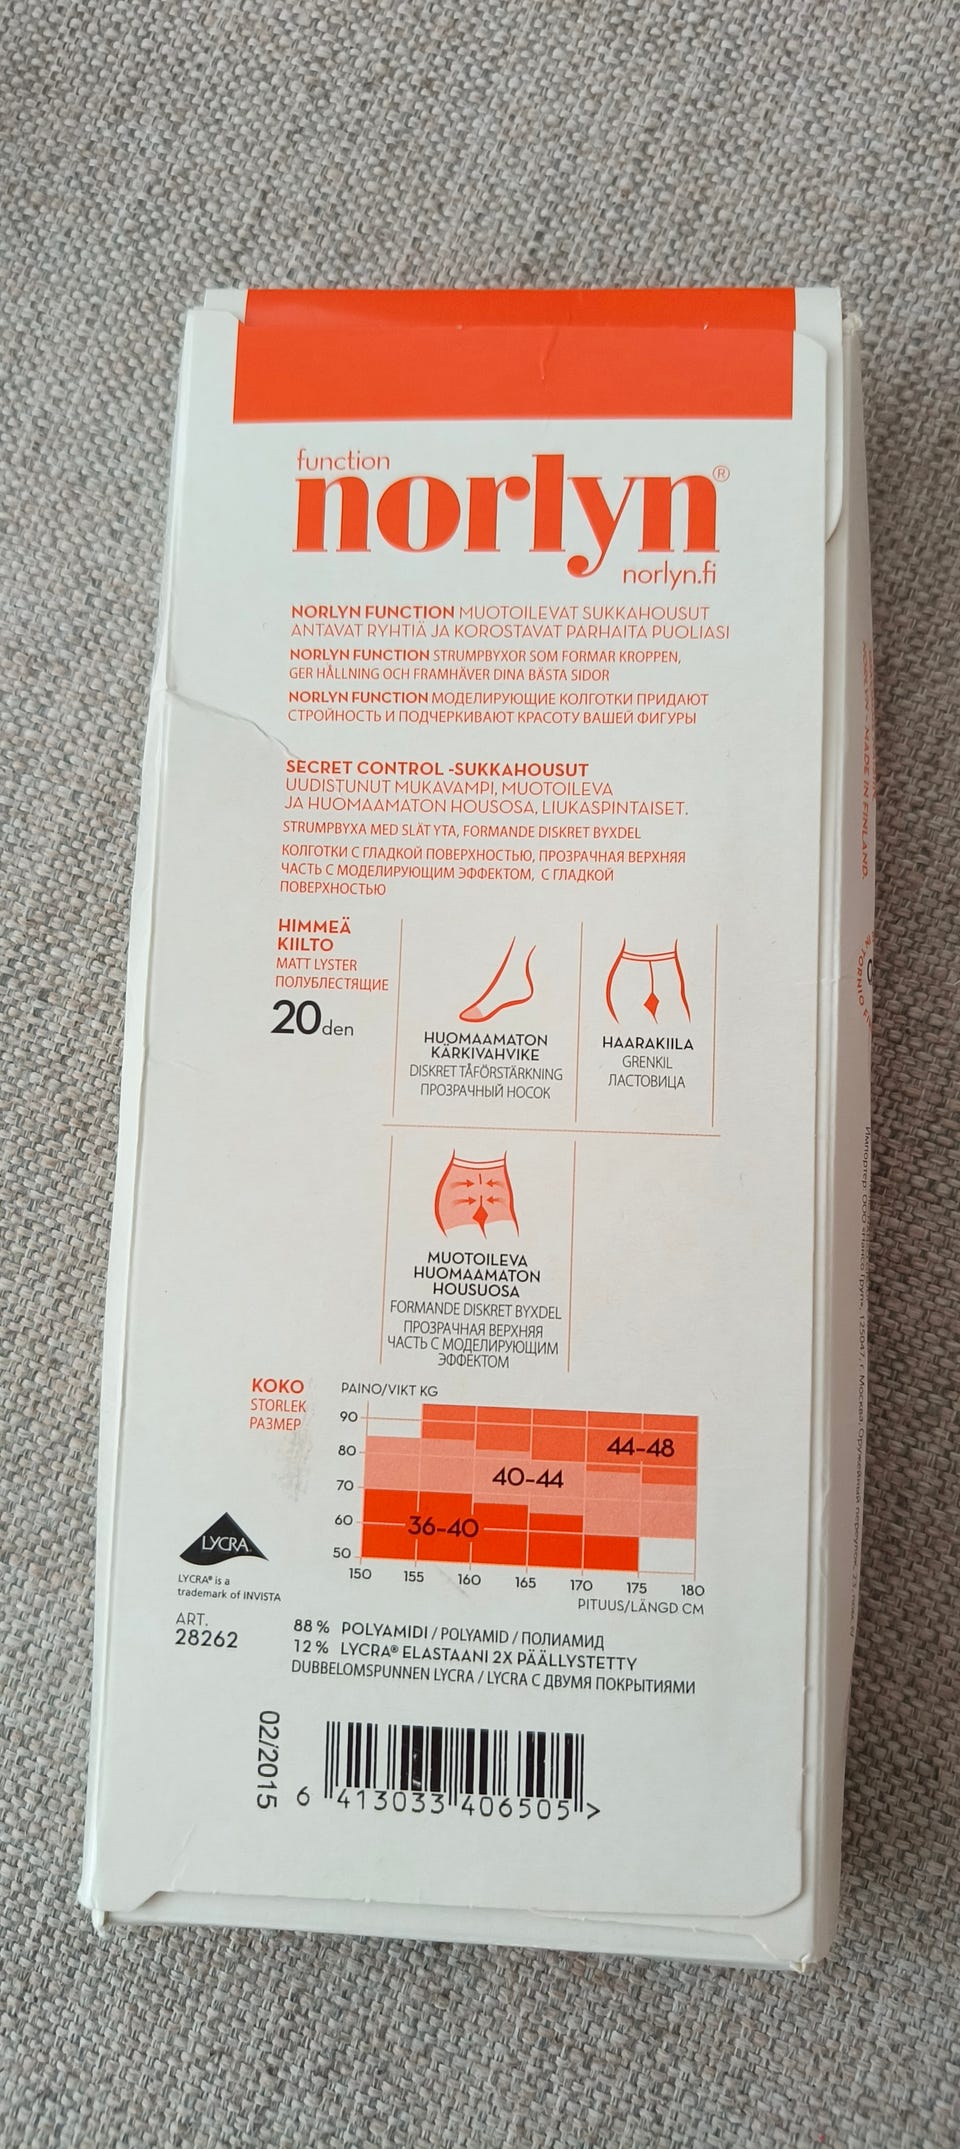 function
norlyn®
norlyn.fi
NORLYN FUNCTION MUOTOILEVAT SUKKAHOUSUT
ANTAVAT RYHTIÄ JA KOROSTAVAT PARHAITA PUOLIASI
NORLYN FUNCTION STRUMPBYXOR SOM FORMAR KROPPEN,
GER HÅLLNING OCH FRAMHÄVER DINA BÄSTA SIDOR
NORLYN FUNCTION МОДЕЛИРУЮЩИЕ КОЛГОТКИ ПРИДАЮТ
СТРОЙНОСТЬ И ПОДЧЕРКИВАЮТ КРАСОТУ ВАШЕЙ ФИГУРЫ
SECRET CONTROL -SUKKAHOUSUT
UUDISTUNUT MUKAVAMPI, MUOTOILEVA
JA HUOMAAMATON HOUSOSA, LIUKASPINTAISET.
STRUMPBYXA MED SLÄT YTA, FORMANDE DISKRET BYXDEL
КОЛГОТКИ С ГЛАДКОЙ ПОВЕРХНОСТЬЮ, ПРОЗРАЧНАЯ ВЕРХНЯЯ
ЧАСТЬ С МОДЕЛИРУЮЩИМ ЭФФЕКТОМ, С ГЛАДКОЙ
ПОВЕРХНОСТЬЮ
HIMMEÄ
KIILTO
MATT LYSTER
ПОЛУБЛЕСТЯЩИЕ
20 den
HUOMAAMATON
KÄRKIVAHVIKE
DISKRET TÅFÖRSTÄRKNING
ПРОЗРАЧНЫЙ НОСОК
HAARAKIILA
GRENKIL
ЛАСТОВИЦА
MUOTOILEVA
HUOMAAMATON
HOUSUOSA
FORMANDE DISKRET BYXDEL
ПРОЗРАЧНАЯ ВЕРХНЯЯ
ЧАСТЬ С МОДЕЛИРУЮЩИМ
ЭФФЕКТОМ
KOKO
STORLEK
РАЗМЕР
PAINO/VIKT KG
90
80
70
60
50
44-48
40-44
36-40
150 155 160 165 170 175 180
PITUUS/LÄNGD CM
LYCRA
LYCRA® is a
trademark of INVISTA
ART.
28262
88 % POLYAMIDI / POLYAMID / ПОЛИАМИД
12 % LYCRA® ELASTAANI 2X PÄÄLLYSTETTY
DUBBELOMSPUNNEN LYCRA / LYCRA С ДВУМЯ ПОКРЫТИЯМИ
02/2015
6 413033 406505 >
MADE IN FINLAND.
TORNIO